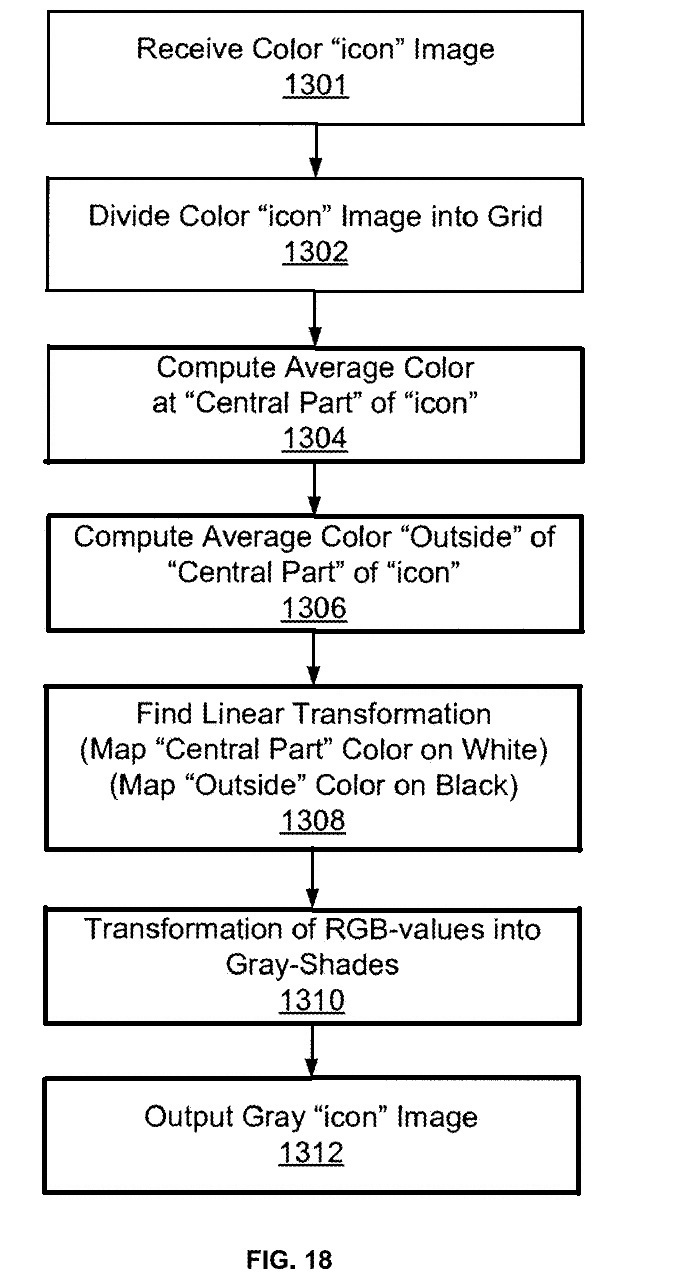 Receive Color “icon” Image
1301
Divide Color “icon” Image into Grid
1302
Compute Average Color
at “Central Part” of “icon”
1304
Compute Average Color “Outside” of
“Central Part” of “icon”
1306
Find Linear Transformation
(Map “Central Part” Color on White)
(Map “Outside” Color on Black)
1308
Transformation of RGB-values into
Gray-Shades
1310
Output Gray “icon” Image
1312
FIG. 18